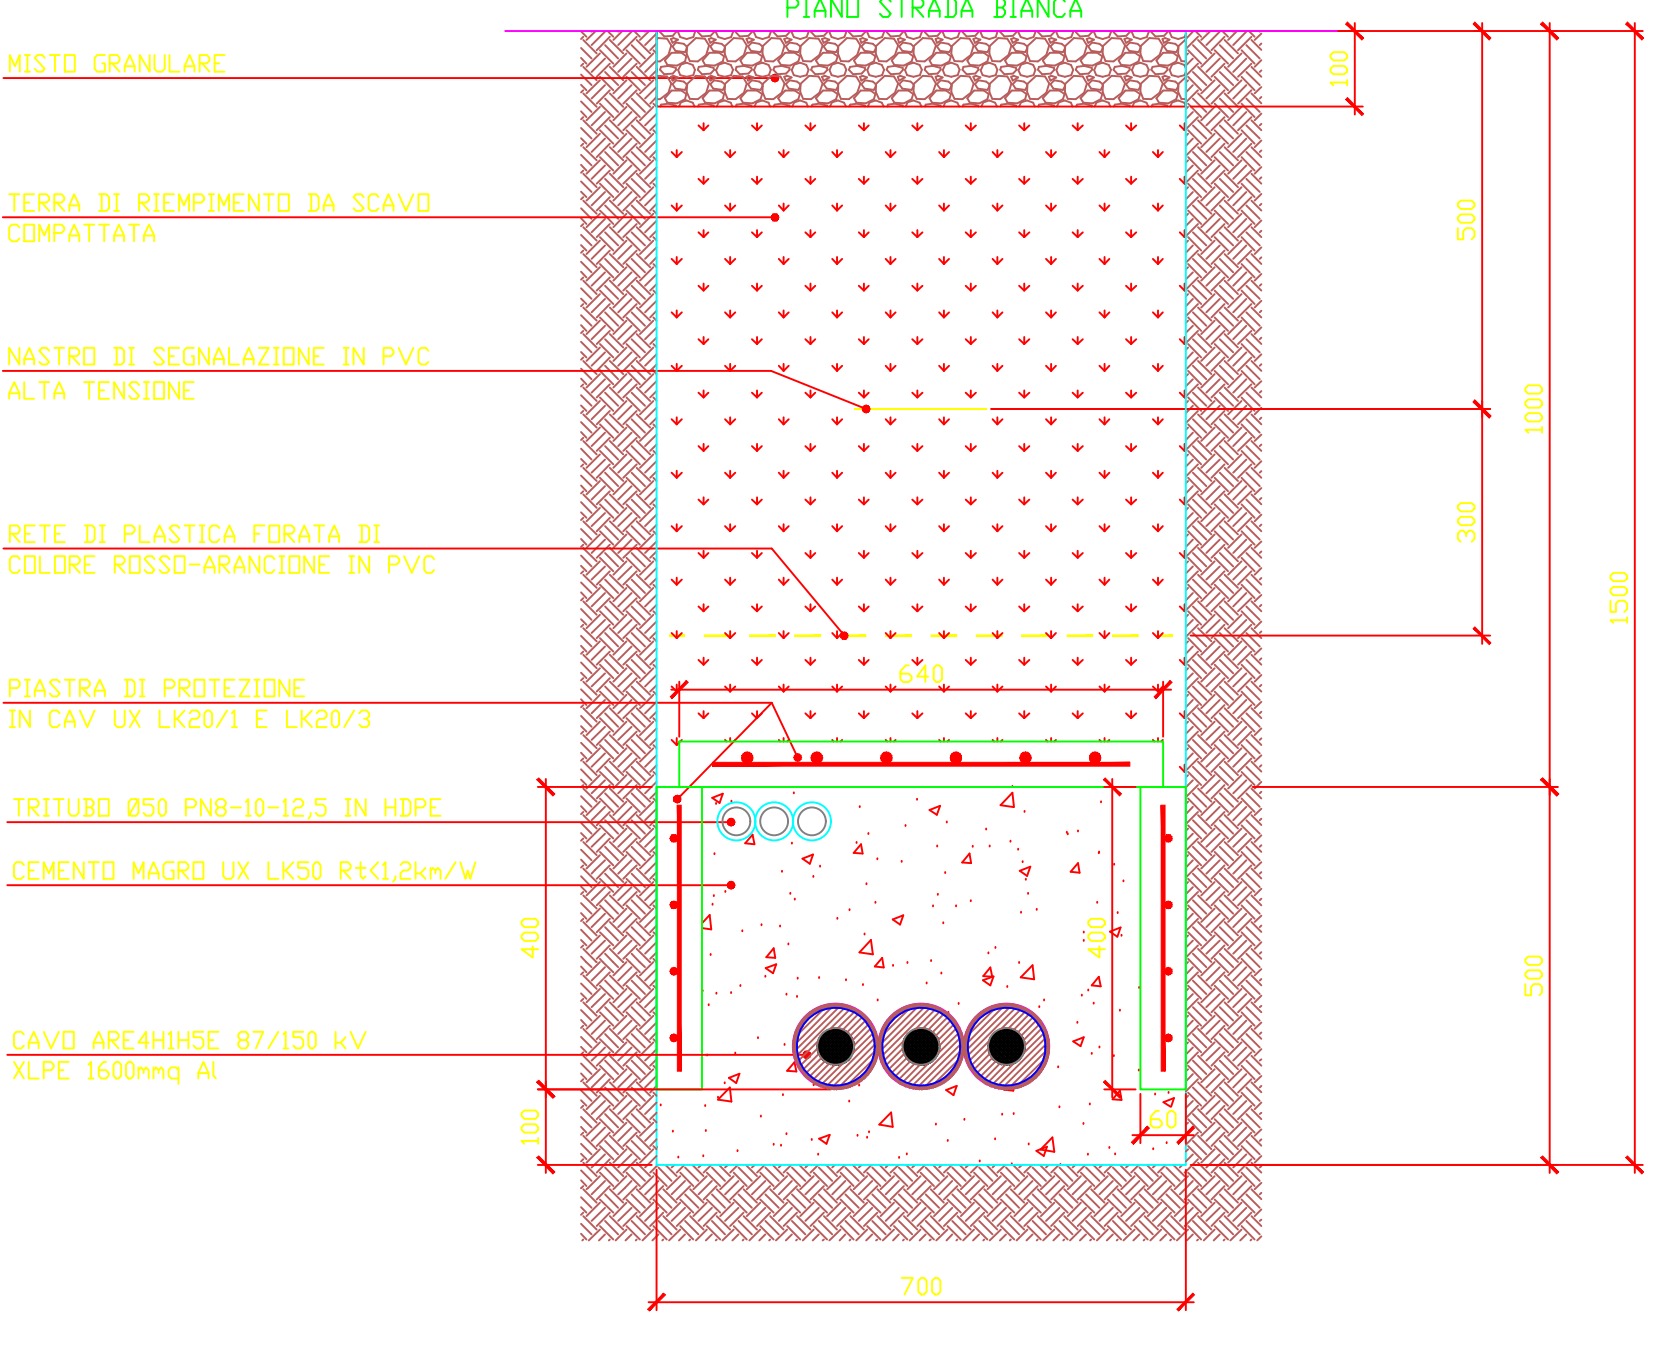 PIANO STRADA BIANCA
MISTO GRANULARE
100
TERRA DI RIEMPIMENTO DA SCAVO
COMPATTATA
500
NASTRO DI SEGNALAZIONE IN PVC
ALTA TENSIONE
1000
RETE DI PLASTICA FORATA DI
COLORE ROSSO-ARANCIONE IN PVC
300
1500
640
PIASTRA DI PROTEZIONE
IN CAV UX LK20/1 E LK20/3
TRITUBO Ø50 PN8-10-12,5 IN HDPE
CEMENTO MAGRO UX LK50 Rt<1,2km/W
400
400
500
CAVO ARE4H1H5E 87/150 kV
XLPE 1600mmq Al
100
60
700